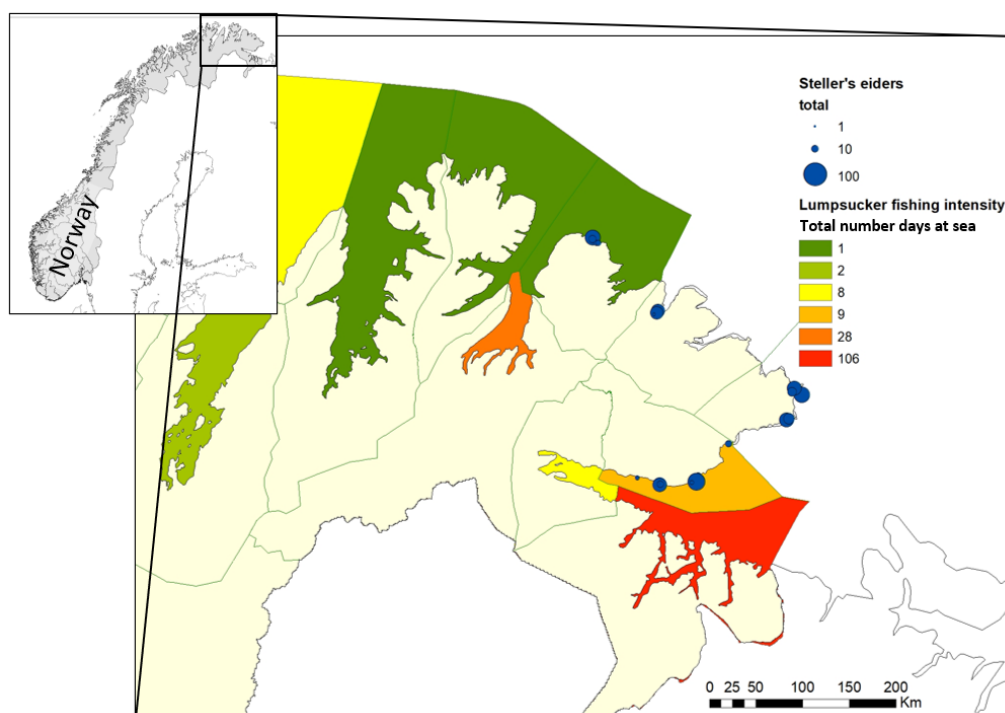 Norway
Steller's eiders
total
1
10
100
Lumpsucker fishing intensity
Total number days at sea
1
2
8
9
28
106
0 25 50 100 150 200
Km